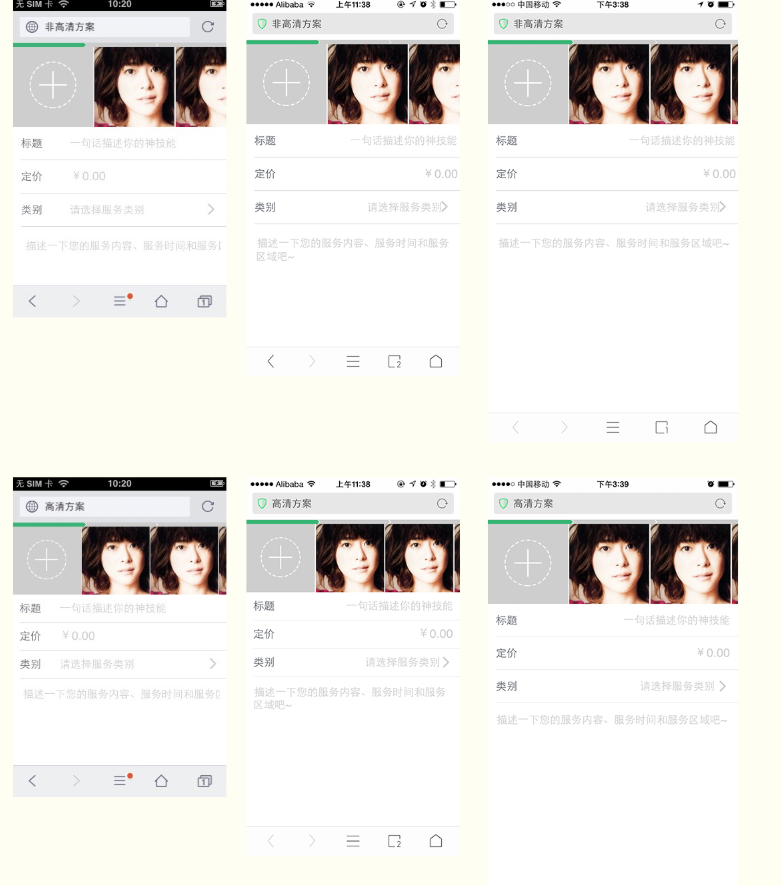 无 SIM 卡 10:20
非高清方案
标题 一句话描述你的神技能
定价 ￥0.00
类别 请选择服务类别
描述一下您的服务内容、服务时间和服务
1
Alibaba 上午11:38
非高清方案
标题 一句话描述你的神技能
定价 ￥0.00
类别 请选择服务类别
描述一下您的服务内容、服务时间和服务
区域吧~
2
中国移动 下午3:38
非高清方案
标题 一句话描述你的神技能
定价 ￥0.00
类别 请选择服务类别
描述一下您的服务内容、服务时间和服务区域吧~
1
无 SIM 卡 10:20
高清方案
标题 一句话描述你的神技能
定价 ￥0.00
类别 请选择服务类别
描述一下您的服务内容、服务时间和服务
1
Alibaba 上午11:38
高清方案
标题 一句话描述你的神技能
定价 ￥0.00
类别 请选择服务类别
描述一下您的服务内容、服务时间和服务
区域吧~
2
中国移动 下午3:39
高清方案
标题 一句话描述你的神技能
定价 ￥0.00
类别 请选择服务类别
描述一下您的服务内容、服务时间和服务区域吧~